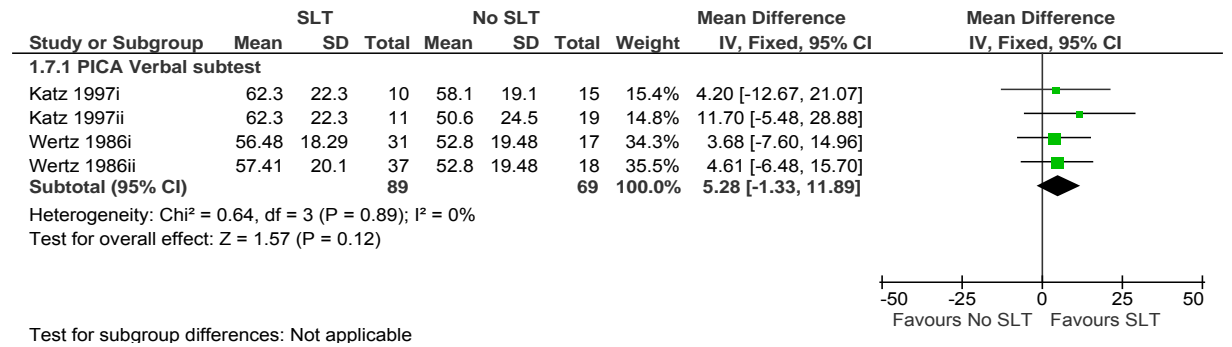 SLT No SLT Mean Difference Mean Difference
Study or Subgroup Mean SD Total Mean SD Total Weight IV, Fixed, 95% CI IV, Fixed, 95% CI
1.7.1 PICA Verbal subtest
Katz 1997i 62.3 22.3 10 58.1 19.1 15 15.4% 4.20 [-12.67, 21.07]
Katz 1997ii 62.3 22.3 11 50.6 24.5 19 14.8% 11.70 [-5.48, 28.88]
Wertz 1986i 56.48 18.29 31 52.8 19.48 17 34.3% 3.68 [-7.60, 14.96]
Wertz 1986ii 57.41 20.1 37 52.8 19.48 18 35.5% 4.61 [-6.48, 15.70]
Subtotal (95% CI) 89 69 100.0% 5.28 [-1.33, 11.89]
Heterogeneity: Chi² = 0.64, df = 3 (P = 0.89); I² = 0%
Test for overall effect: Z = 1.57 (P = 0.12)
-50 -25 0 25 50
Favours No SLT Favours SLT
Test for subgroup differences: Not applicable